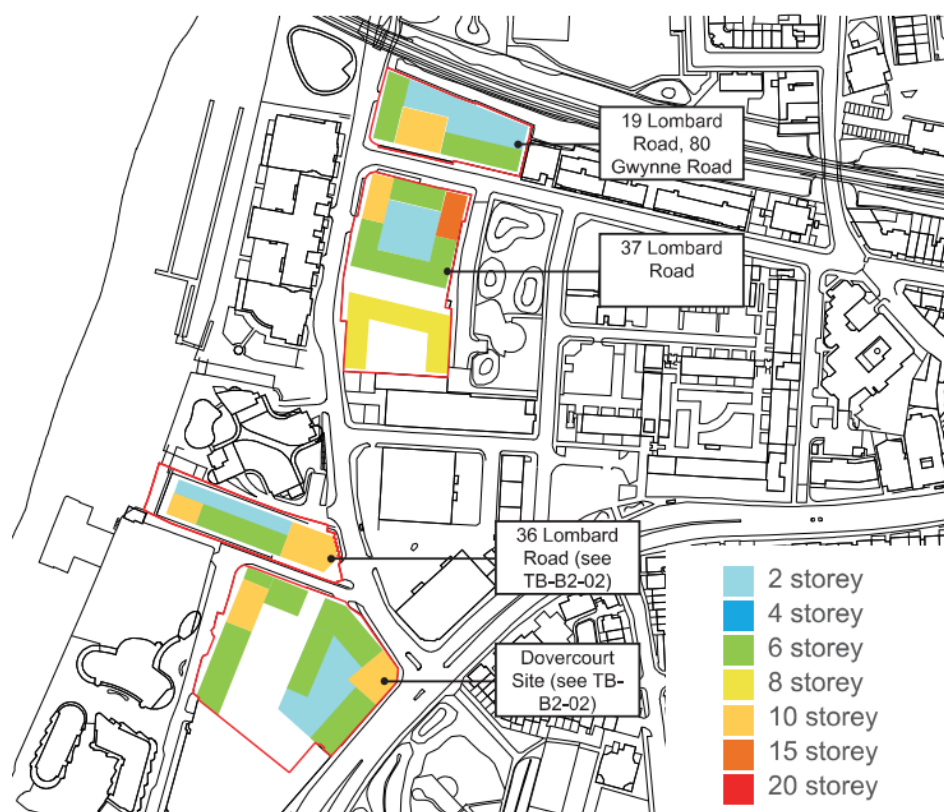 19 Lombard
Road, 80
Gwynne Road
37 Lombard
Road
36 Lombard
Road (see
TB-B2-02)
Dovercourt
Site (see TB-
B2-02)
2 storey
4 storey
6 storey
8 storey
10 storey
15 storey
20 storey